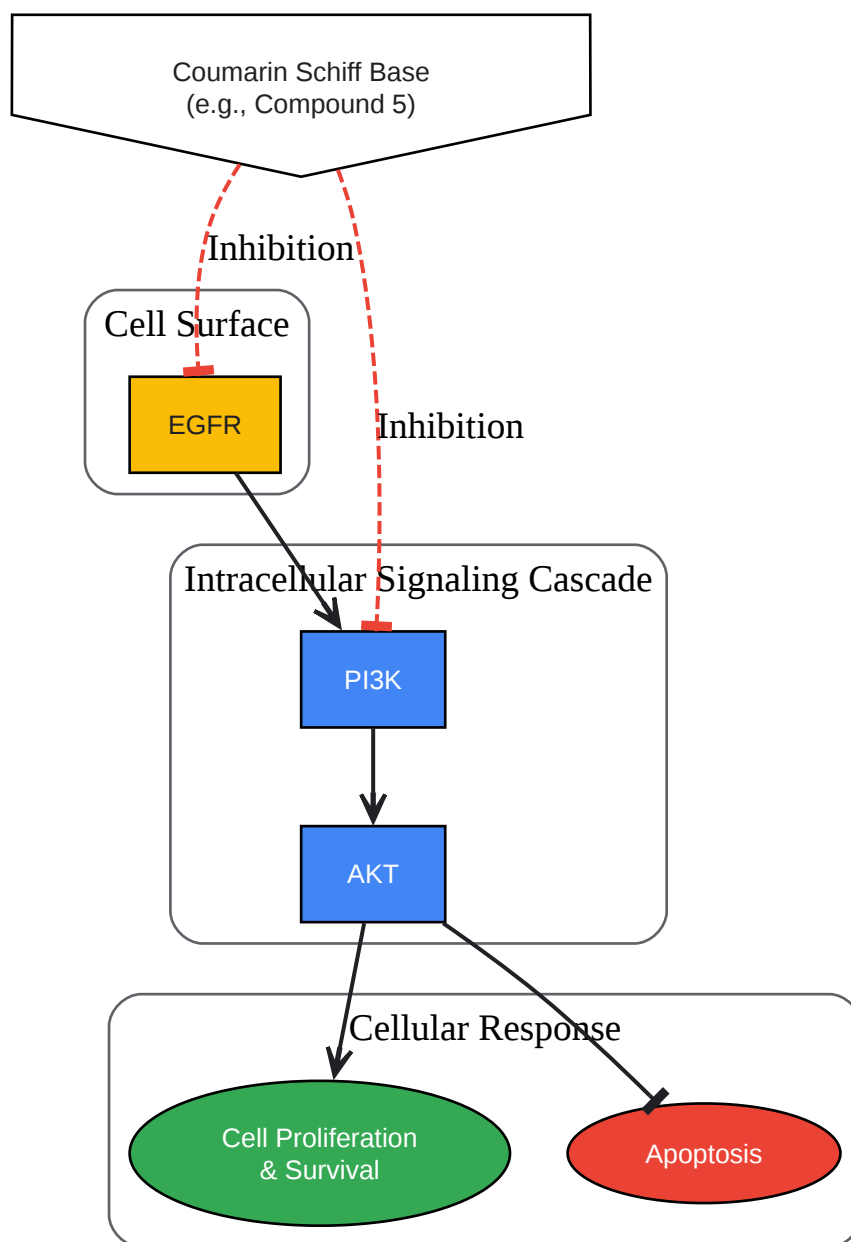 Coumarin Schiff Base
(e.g., Compound 5)
Inhibition
Cell Surface
EGFR
Inhibition
Intracellular Signaling Cascade
PI3K
AKT
Cellular Response
Cell Proliferation
& Survival
Apoptosis